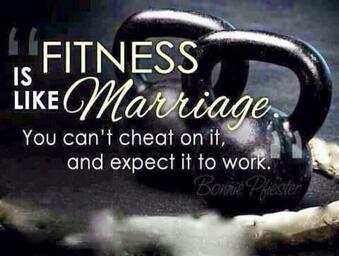 “FITNESS
IS
LIKE Marriage.
You can't cheat on it,
and expect it to work.”
Bonnie Pfiester